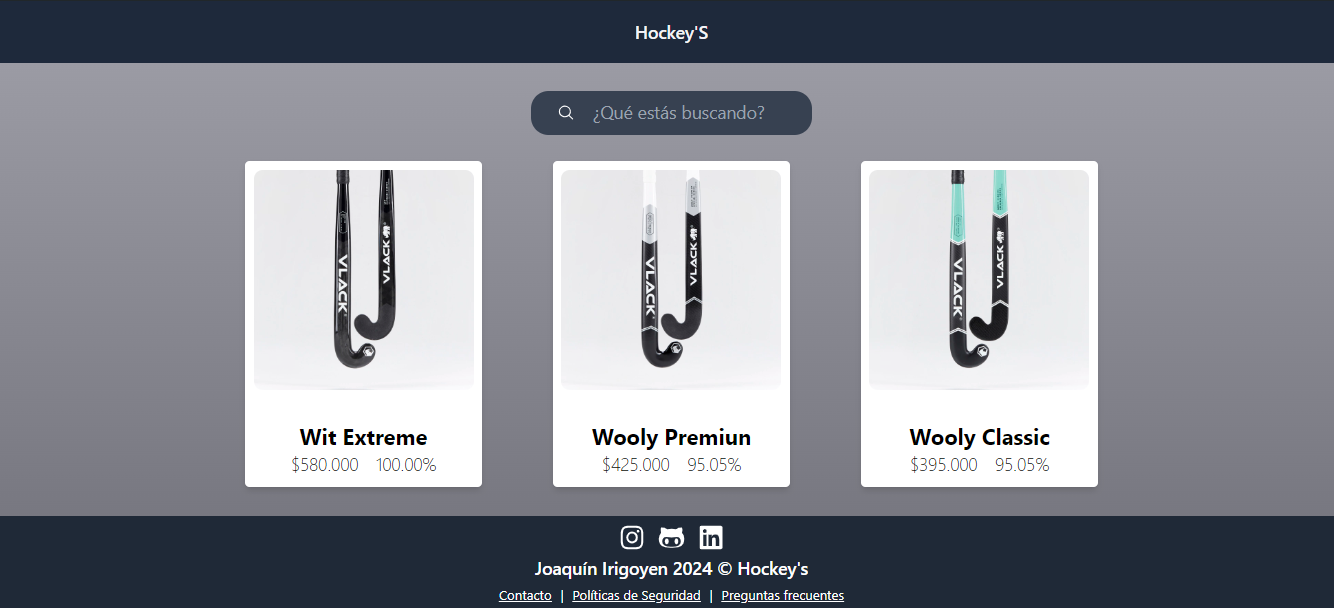 Hockey'S
¿Qué estás buscando?
VLACK VLACK
VLACK VLACK
VLACK VLACK
Wit Extreme
$580.000 100.00%
Wooly Premiun
$425.000 95.05%
Wooly Classic
$395.000 95.05%
Joaquín Irigoyen 2024 © Hockey's
Contacto | Políticas de Seguridad | Preguntas frecuentes